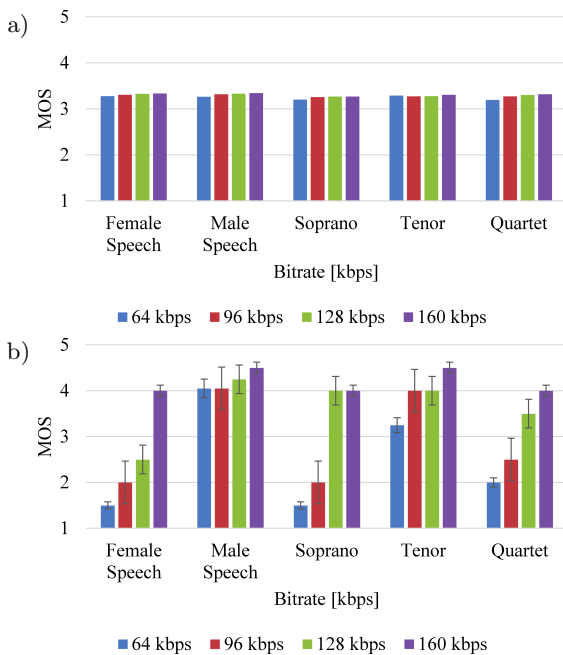 a)
5
4
3
2
1
MOS
Female Speech
Male Speech
Soprano
Tenor
Quartet
Bitrate [kbps]
64 kbps 96 kbps 128 kbps 160 kbps
b)
5
4
3
2
1
MOS
Female Speech
Male Speech
Soprano
Tenor
Quartet
Bitrate [kbps]
64 kbps 96 kbps 128 kbps 160 kbps